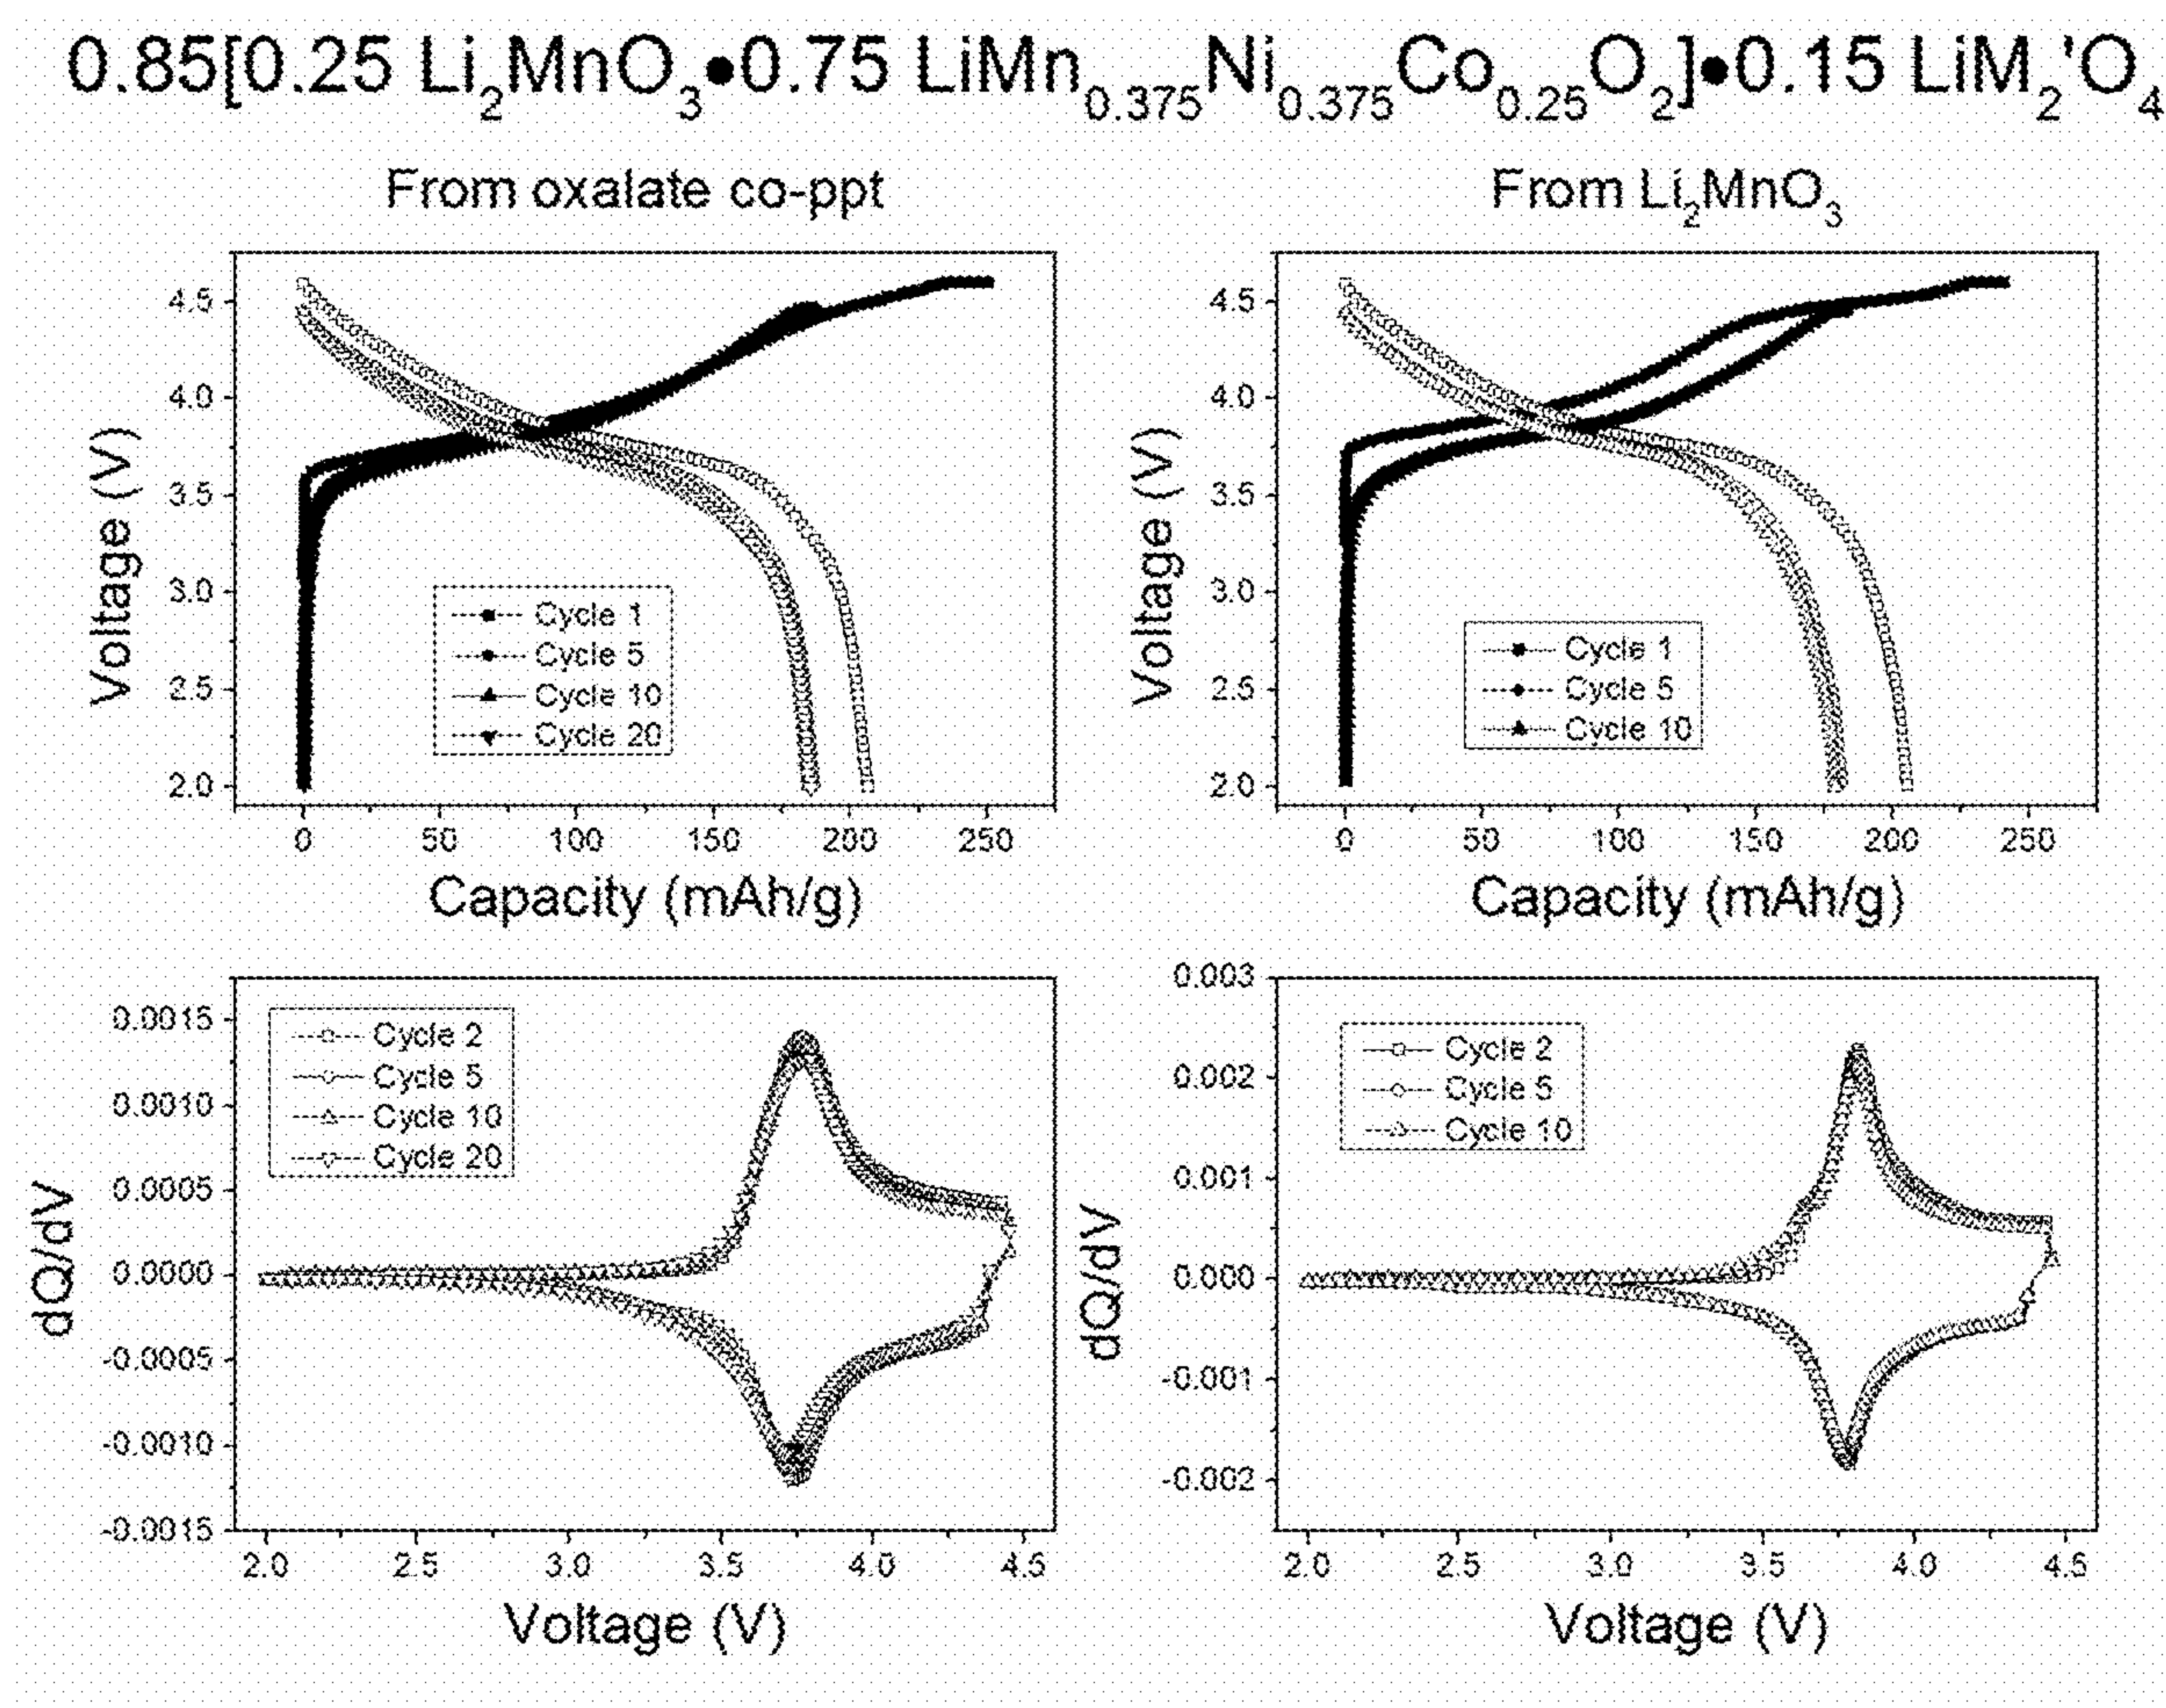 0.85[0.25 Li₂MnO₃•0.75 LiMn₀.₃₇₅Ni₀.₃₇₅Co₀.₂₅O₂]•0.15 LiM₂'O₄
From oxalate co-ppt
4.5
4.0
3.5
3.0
2.5
2.0
Voltage (V)
Cycle 1
Cycle 5
Cycle 10
Cycle 20
0 50 100 150 200 250
Capacity (mAh/g)
From Li₂MnO₃
4.5
4.0
3.5
3.0
2.5
2.0
Voltage (V)
Cycle 1
Cycle 5
Cycle 10
0 50 100 150 200 250
Capacity (mAh/g)
0.0015
0.0010
0.0005
0.0000
-0.0005
-0.0010
-0.0015
dQ/dV
Cycle 2
Cycle 5
Cycle 10
Cycle 20
2.0 2.5 3.0 3.5 4.0 4.5
Voltage (V)
0.003
0.002
0.001
0.000
-0.001
-0.002
dQ/dV
Cycle 2
Cycle 5
Cycle 10
2.0 2.5 3.0 3.5 4.0 4.5
Voltage (V)